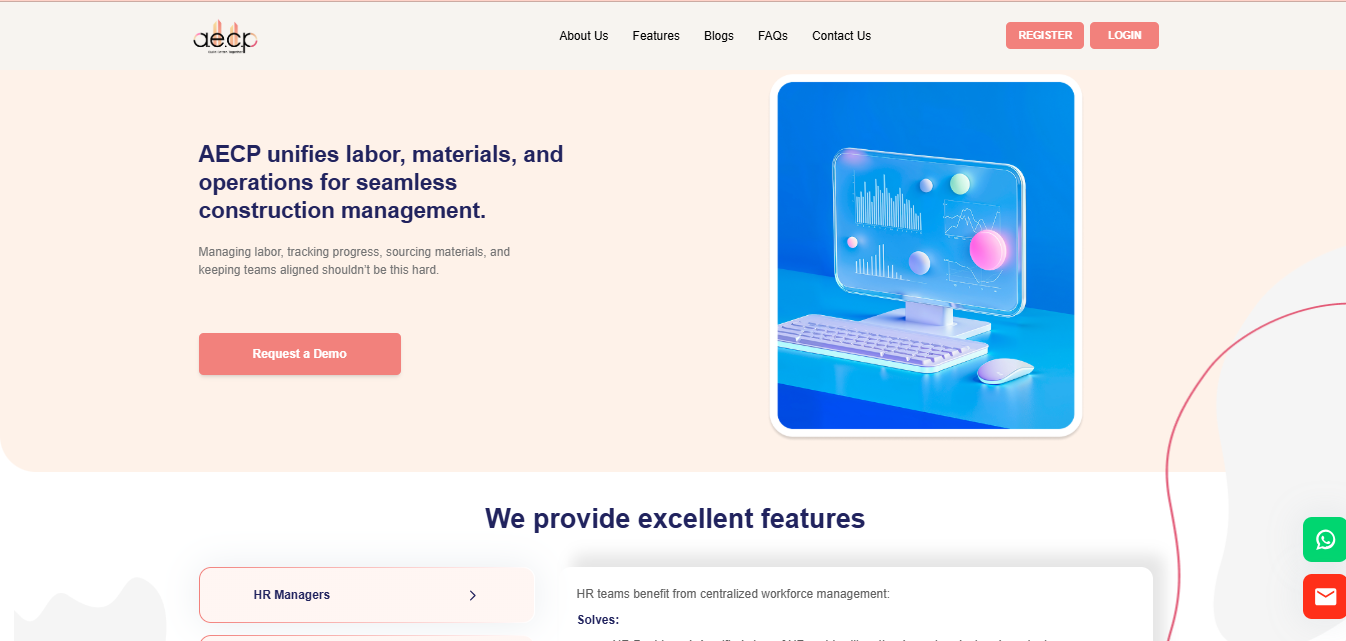 a.e.c.p
About Us
Features
Blogs
FAQs
Contact Us
REGISTER
LOGIN
AECP unifies labor, materials, and
operations for seamless
construction management.
Managing labor, tracking progress, sourcing materials, and
keeping teams aligned shouldn't be this hard.
Request a Demo
We provide excellent features
HR Managers
HR teams benefit from centralized workforce management:
Solves: